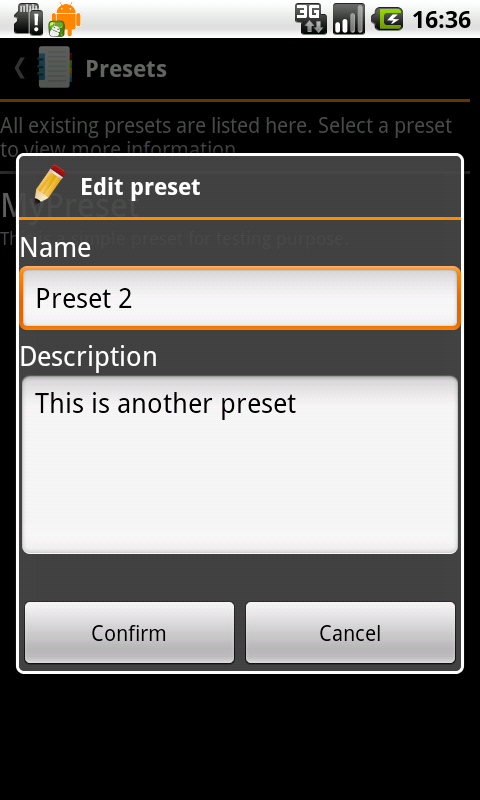 3G
16:36
Presets
All existing presets are listed here. Select a preset
to view more information
Edit preset
MyPreset
Name
This is a simple preset for testing purpose.
Preset 2
Description
This is another preset
Confirm
Cancel